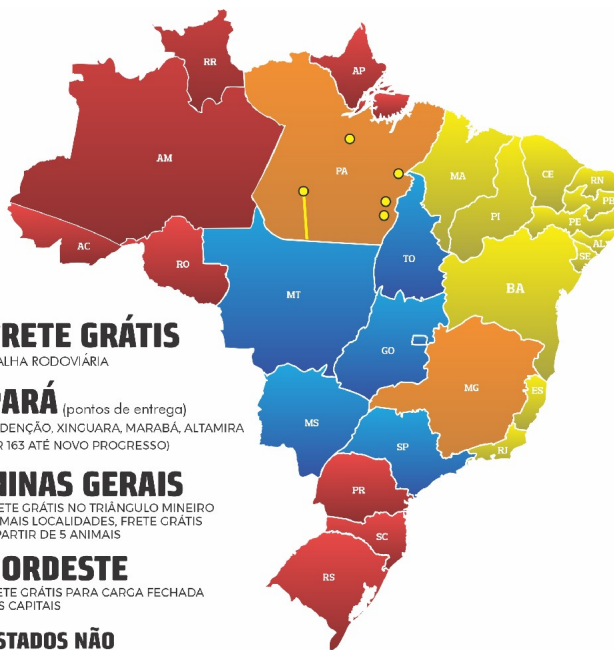 RR
AP
AM
PA
MA
CE
RN
PB
PI
PE
AL
SE
AC
RO
TO
BA
MT
GO
MG
ES
MS
SP
RJ
PR
SC
RS
RETE GRÁTIS
ALHA RODOVIÁRIA
ARÁ (pontos de entrega)
DENÇÃO, XINGUARA, MARABÁ, ALTAMIRA
R 163 ATÉ NOVO PROGRESSO)
INAS GERAIS
ETE GRÁTIS NO TRIÂNGULO MINEIRO
MAIS LOCALIDADES, FRETE GRÁTIS
PARTIR DE 5 ANIMAIS
ORDESTE
ETE GRÁTIS PARA CARGA FECHADA
S CAPITAIS
STADOS NÃO